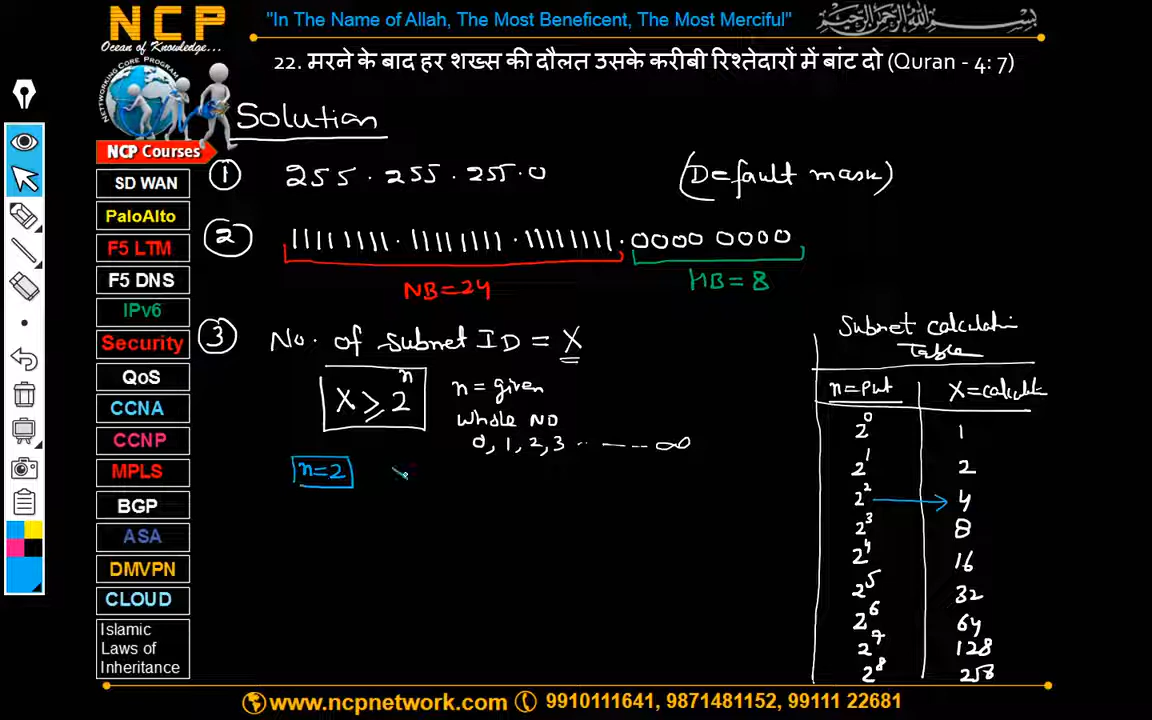 NCP
Ocean of Knowledge...
"In The Name of Allah, The Most Beneficent, The Most Merciful"
22. मरने के बाद हर शख्स की दौलत उसके करीबी रिश्तेदारों में बांट दो (Quran - 4: 7)
NETTWORKING CORE PROGRAM
Solution
NCP Courses
SD WAN
PaloAlto
F5 LTM
F5 DNS
IPv6
Security
QoS
CCNA
CCNP
MPLS
BGP
ASA
DMVPN
CLOUD
Islamic
Laws of
Inheritance
① 255.255.255.0 (Default mask)
② 11111111.11111111.11111111.0000 0000
NB=24 HB=8
③ No. of Subnet ID = X
X ⩾ 2^n
n = given
Whole NO
0, 1, 2, 3 ------ ∞
n=2
Subnet calculatin
Table
n=put X=calculate
2^0 1
2^1 2
2^2 → 4
2^3 8
2^4 16
2^5 32
2^6 64
2^7 128
2^8 258
www.ncpnetwork.com 9910111641, 9871481152, 99111 22681